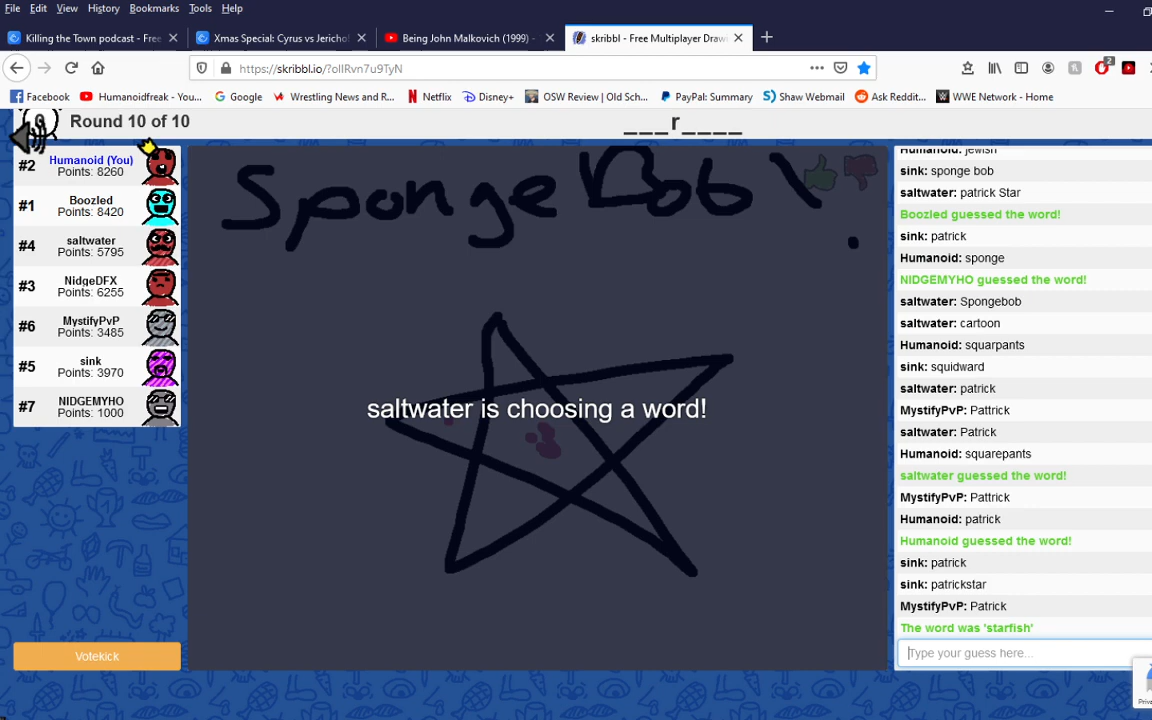 File Edit View History Bookmarks Tools Help
Killing the Town podcast - Free
Xmas Special: Cyrus vs Jericho!
Being John Malkovich (1999) -
skribbl - Free Multiplayer Drawi
https://skribbl.io/?olIRvn7u9TyN
2
Facebook Humanoidfreak - You... Google Wrestling News and R... Netflix Disney+ OSW Review | Old Sch... PayPal: Summary Shaw Webmail Ask Reddit... WWE Network - Home
Round 10 of 10
___r____
#2 Humanoid (You)
Points: 8260
#1 Boozled
Points: 8420
#4 saltwater
Points: 5795
#3 NidgeDFX
Points: 6255
#6 MystifyPvP
Points: 3485
#5 sink
Points: 3970
#7 NIDGEMYHO
Points: 1000
Votekick
SpongeBob!
saltwater is choosing a word!
Humanoid: jewish
sink: sponge bob
saltwater: patrick Star
Boozled guessed the word!
sink: patrick
Humanoid: sponge
NIDGEMYHO guessed the word!
saltwater: Spongebob
saltwater: cartoon
Humanoid: squarpants
sink: squidward
saltwater: patrick
MystifyPvP: Pattrick
saltwater: Patrick
Humanoid: squarepants
saltwater guessed the word!
MystifyPvP: Pattrick
Humanoid: patrick
Humanoid guessed the word!
sink: patrick
sink: patrickstar
MystifyPvP: Patrick
The word was 'starfish'
Type your guess here...